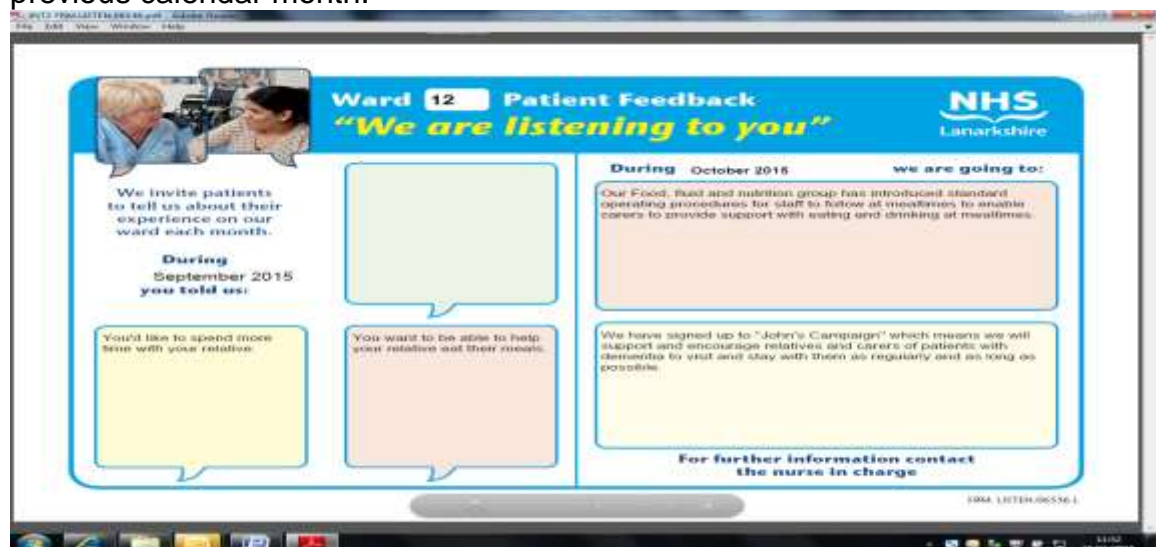 previous calendar month.
File Edit View Window Help
Ward 12 Patient Feedback
"We are listening to you"
NHS
Lanarkshire
We invite patients
to tell us about their
experience on our
ward each month.
During
September 2015
you told us:
You'd like to spend more
time with your relative
You want to be able to help
your relative eat their meals.
During October 2015 we are going to:
Our Food, fluid and nutrition group has introduced standard
operating procedures for staff to follow at mealtimes to enable
carers to provide support with eating and drinking at mealtimes.
We have signed up to "John's Campaign" which means we will
support and encourage relatives and carers of patients with
dementia to visit and stay with them as regularly and as long as
possible.
For further information contact
the nurse in charge
11:52